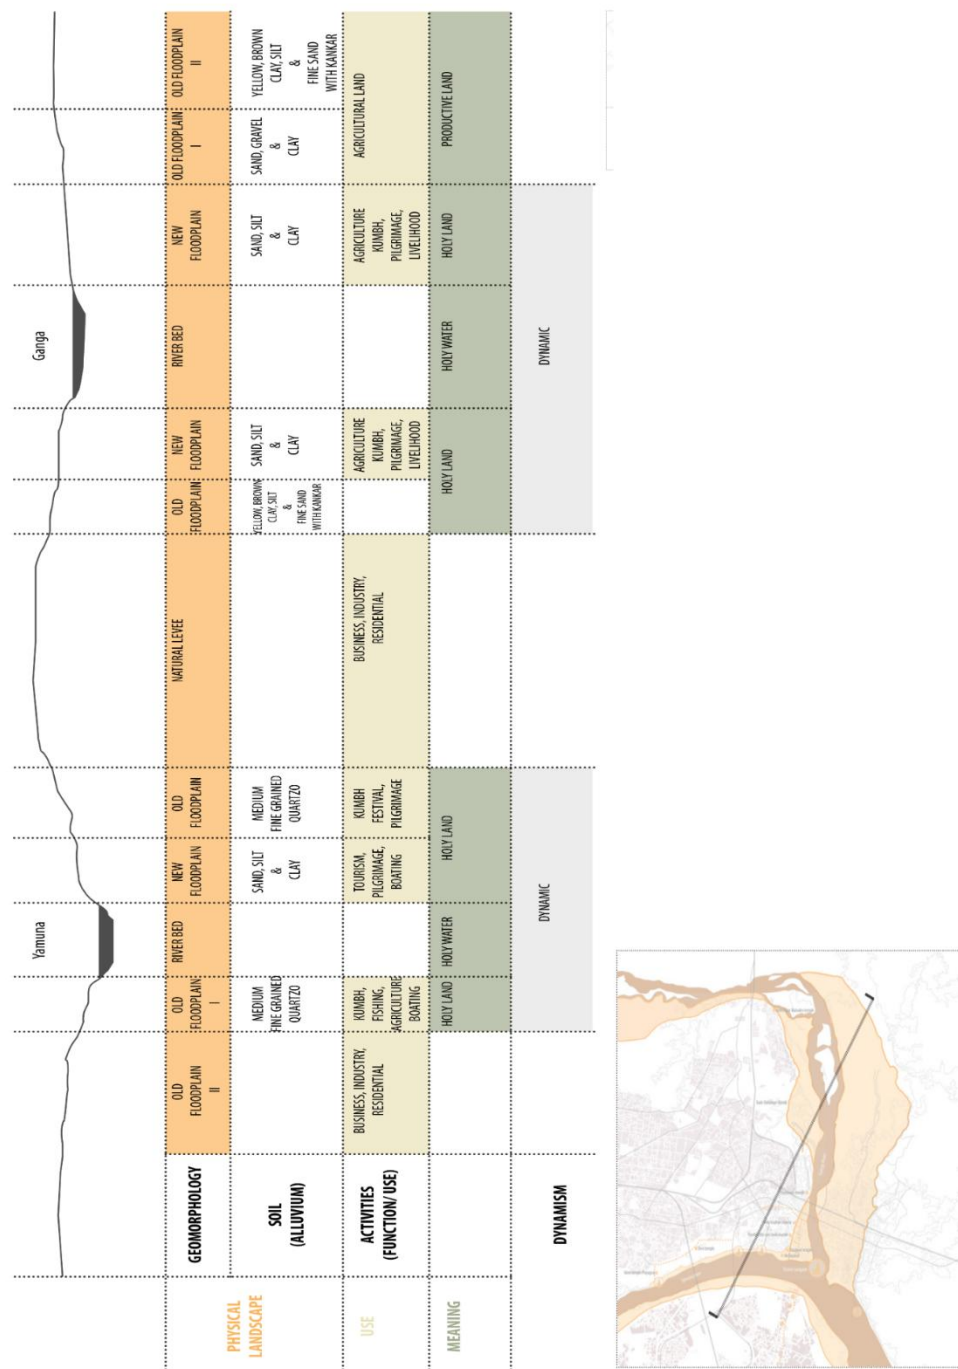 Yamuna
Ganga
PHYSICAL
LANDSCAPE
GEOMORPHOLOGY
OLD
FLOODPLAIN
II
OLD
FLOODPLAIN
I
RIVER BED
NEW
FLOODPLAIN
OLD
FLOODPLAIN
NATURAL LEVEE
OLD
FLOODPLAIN
NEW
FLOODPLAIN
RIVER BED
NEW
FLOODPLAIN
OLD FLOODPLAIN
I
OLD FLOODPLAIN
II
SOIL
(ALLUVIUM)
MEDIUM
FINE GRAINED
QUARTZO
SAND, SILT
&
CLAY
MEDIUM
FINE GRAINED
QUARTZO
YELLOW, BROWN
CLAY, SILT
&
FINE SAND
WITH KANKAR
SAND, SILT
&
CLAY
SAND, SILT
&
CLAY
SAND, GRAVEL
&
CLAY
YELLOW, BROWN
CLAY, SILT
&
FINE SAND
WITH KANKAR
USE
ACTIVITIES
(FUNCTION/ USE)
BUSINESS, INDUSTRY,
RESIDENTIAL
KUMBH,
FISHING,
AGRICULTURE
BOATING
TOURISM,
PILGRIMAGE,
BOATING
KUMBH
FESTIVAL,
PILGRIMAGE
BUSINESS, INDUSTRY,
RESIDENTIAL
AGRICULTURE
KUMBH,
PILGRIMAGE,
LIVELIHOOD
AGRICULTURE
KUMBH,
PILGRIMAGE,
LIVELIHOOD
AGRICULTURAL LAND
MEANING
HOLY LAND
HOLY WATER
HOLY LAND
HOLY LAND
HOLY WATER
HOLY LAND
PRODUCTIVE LAND
DYNAMISM
DYNAMIC
DYNAMIC